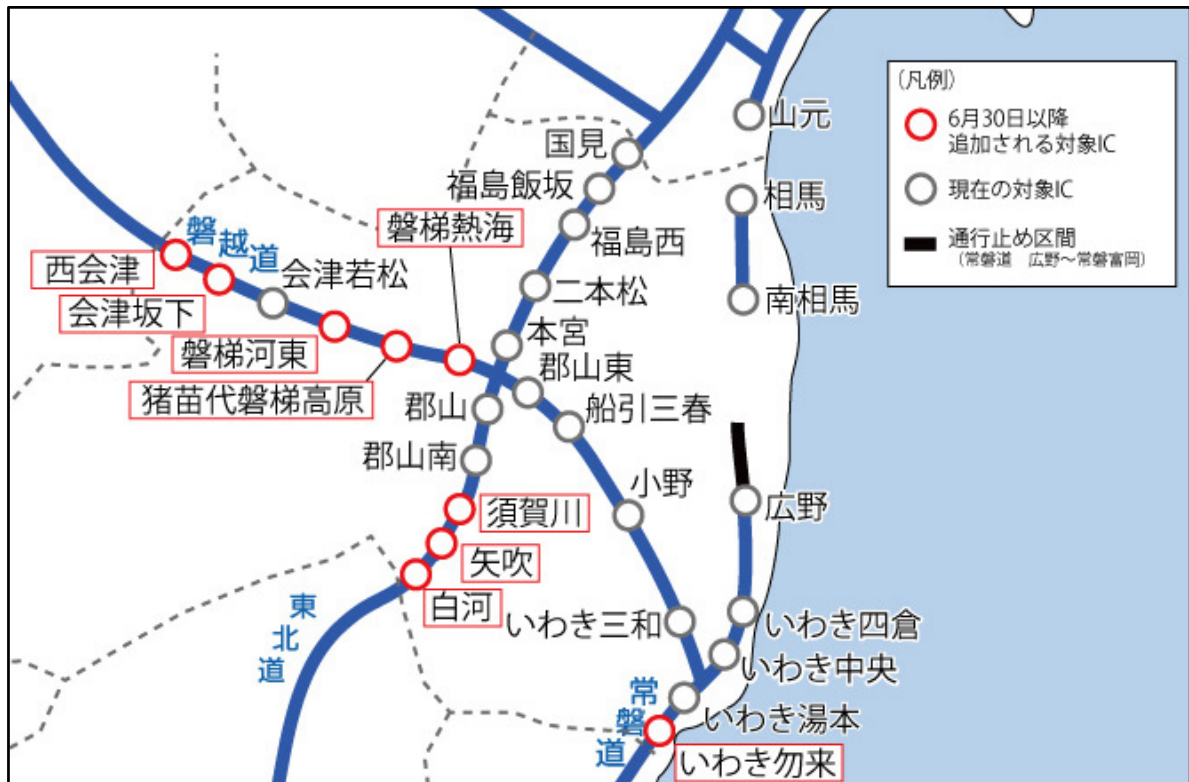 (凡例)
6月30日以降
追加される対象IC
現在の対象IC
通行止め区間
(常磐道 広野～常磐富岡)
山元
国見
相馬
福島飯坂
磐梯熱海
福島西
磐越道
西会津
会津若松
二本松
南相馬
会津坂下
本宮
磐梯河東
郡山東
猪苗代磐梯高原
郡山
船引三春
郡山南
小野
広野
須賀川
矢吹
白河
東北道
いわき三和
いわき四倉
いわき中央
常磐道
いわき湯本
いわき勿来